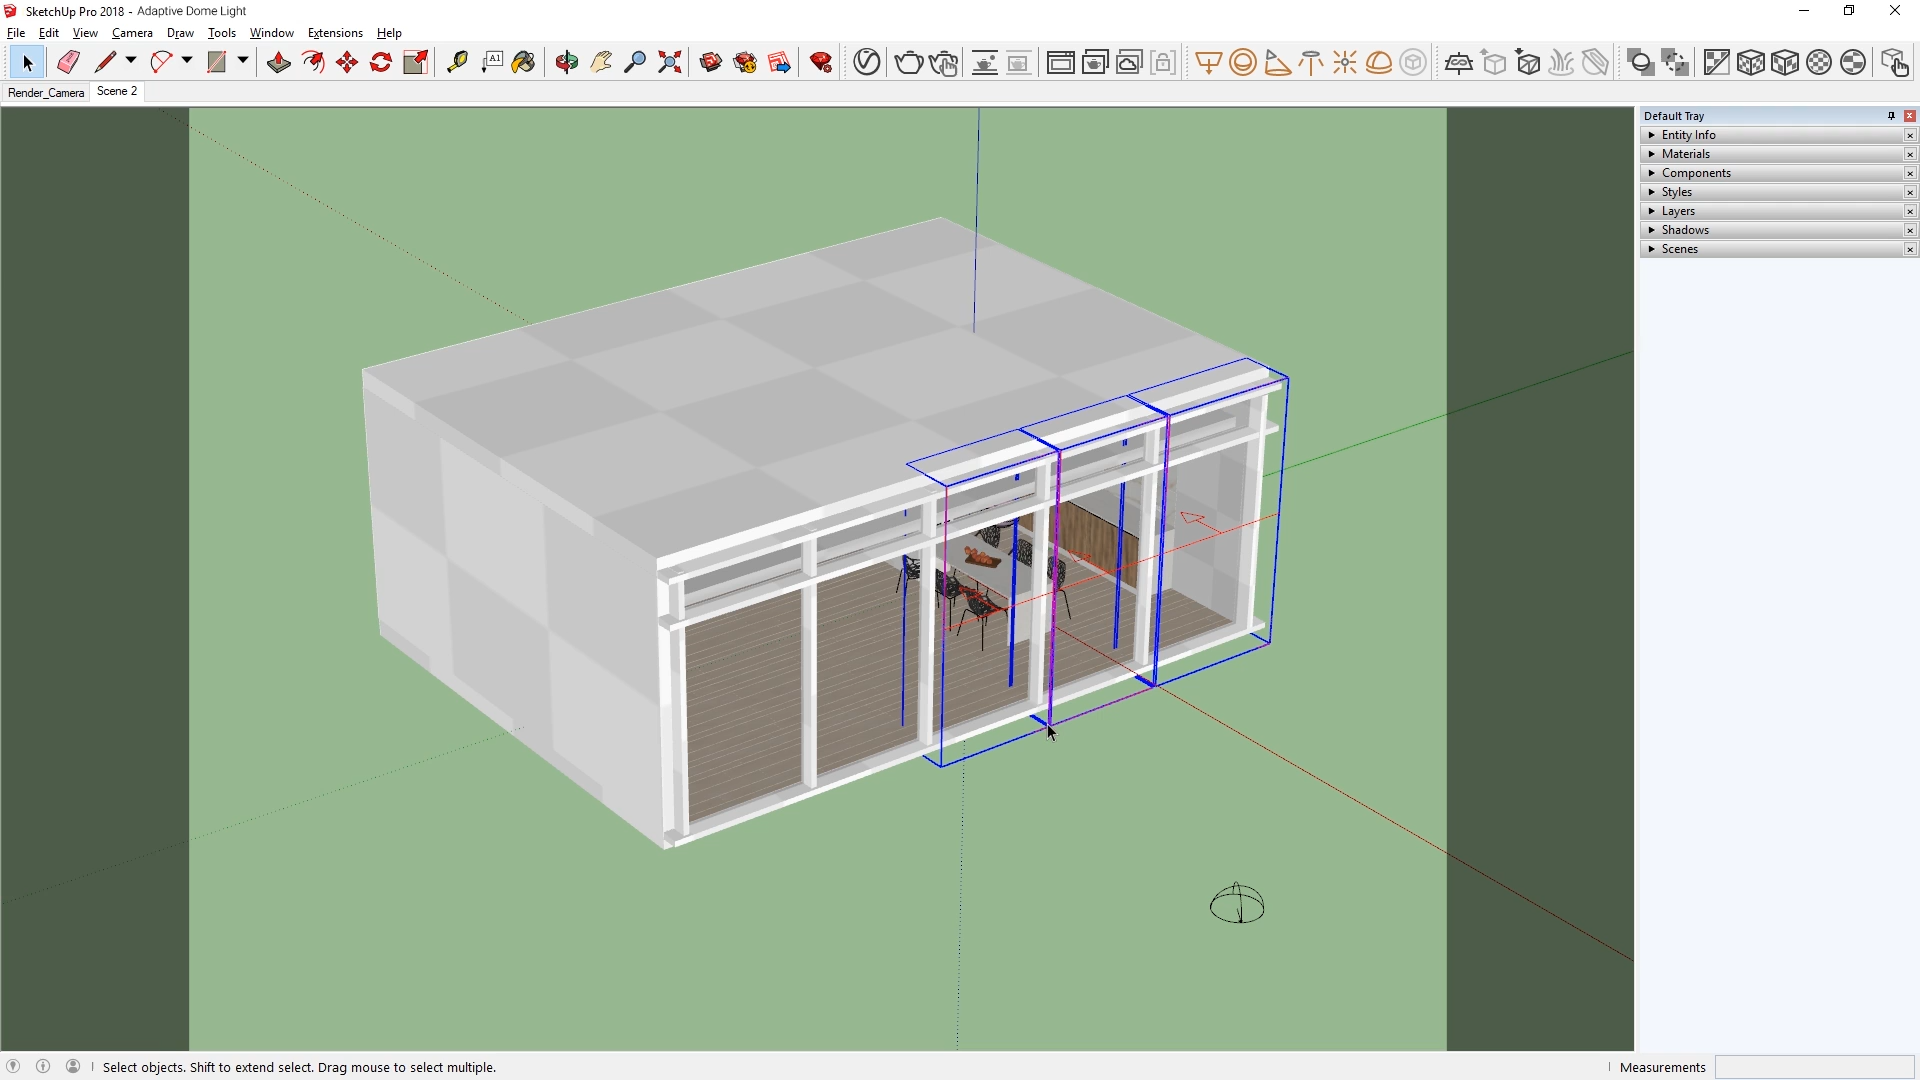 SketchUp Pro 2018 - Adaptive Dome Light
File Edit View Camera Draw Tools Window Extensions Help
A1
Render_Camera Scene 2
Default Tray
Entity Info
Materials
Components
Styles
Layers
Shadows
Scenes
Select objects. Shift to extend select. Drag mouse to select multiple.
Measurements